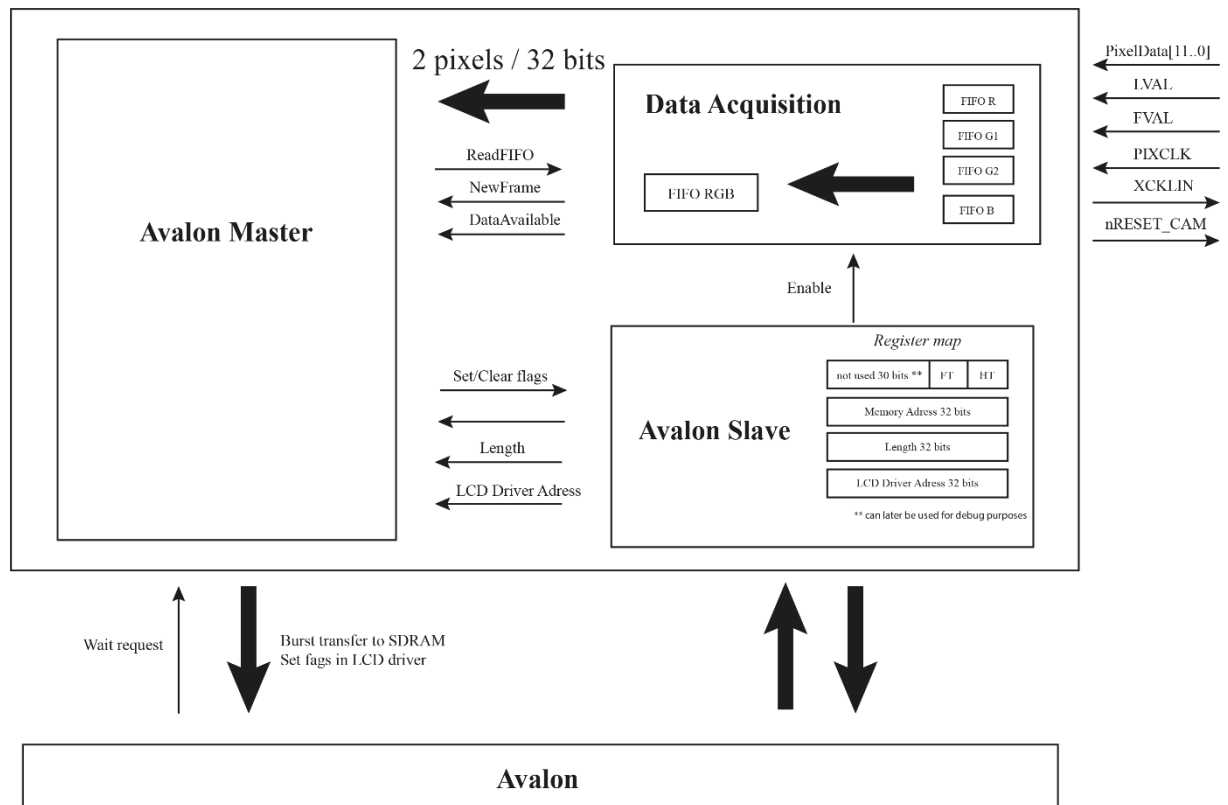 2 pixels / 32 bits
Avalon Master
ReadFIFO
NewFrame
DataAvailable
Data Acquisition
FIFO R
FIFO G1
FIFO G2
FIFO B
FIFO RGB
PixelData[11..0]
LVAL
FVAL
PIXCLK
XCKLIN
nRESET_CAM
Enable
Set/Clear flags
Length
LCD Driver Adress
Avalon Slave
Register map
not used 30 bits ** FT HT
Memory Adress 32 bits
Length 32 bits
LCD Driver Adress 32 bits
** can later be used for debug purposes
Wait request
Burst transfer to SDRAM
Set fags in LCD driver
Avalon